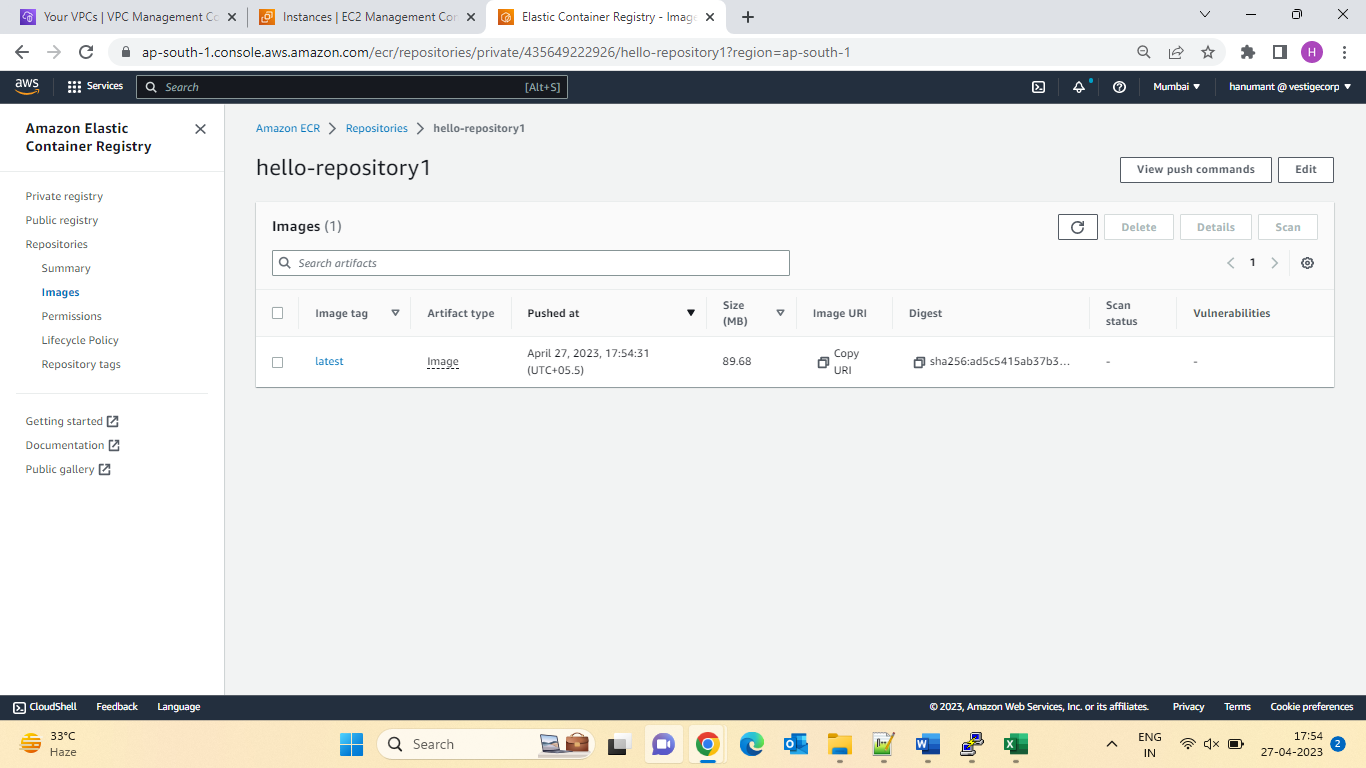 Your VPCs | VPC Management Co
Instances | EC2 Management Con
Elastic Container Registry - Image
ap-south-1.console.aws.amazon.com/ecr/repositories/private/435649222926/hello-repository1?region=ap-south-1
H
aws
Services
Search
[Alt+S]
Mumbai
hanumant @ vestigecorp
Amazon Elastic
Container Registry
Private registry
Public registry
Repositories
Summary
Images
Permissions
Lifecycle Policy
Repository tags
Getting started
Documentation
Public gallery
Amazon ECR
Repositories
hello-repository1
hello-repository1
View push commands
Edit
Images (1)
Delete
Details
Scan
Search artifacts
1
Image tag
Artifact type
Pushed at
Size
(MB)
Image URI
Digest
Scan
status
Vulnerabilities
latest
Image
April 27, 2023, 17:54:31
(UTC+05.5)
89.68
Copy
URI
sha256:ad5c5415ab37b3...
-
-
CloudShell
Feedback
Language
© 2023, Amazon Web Services, Inc. or its affiliates.
Privacy
Terms
Cookie preferences
33°C
Haze
Search
ENG
IN
17:54
27-04-2023
2